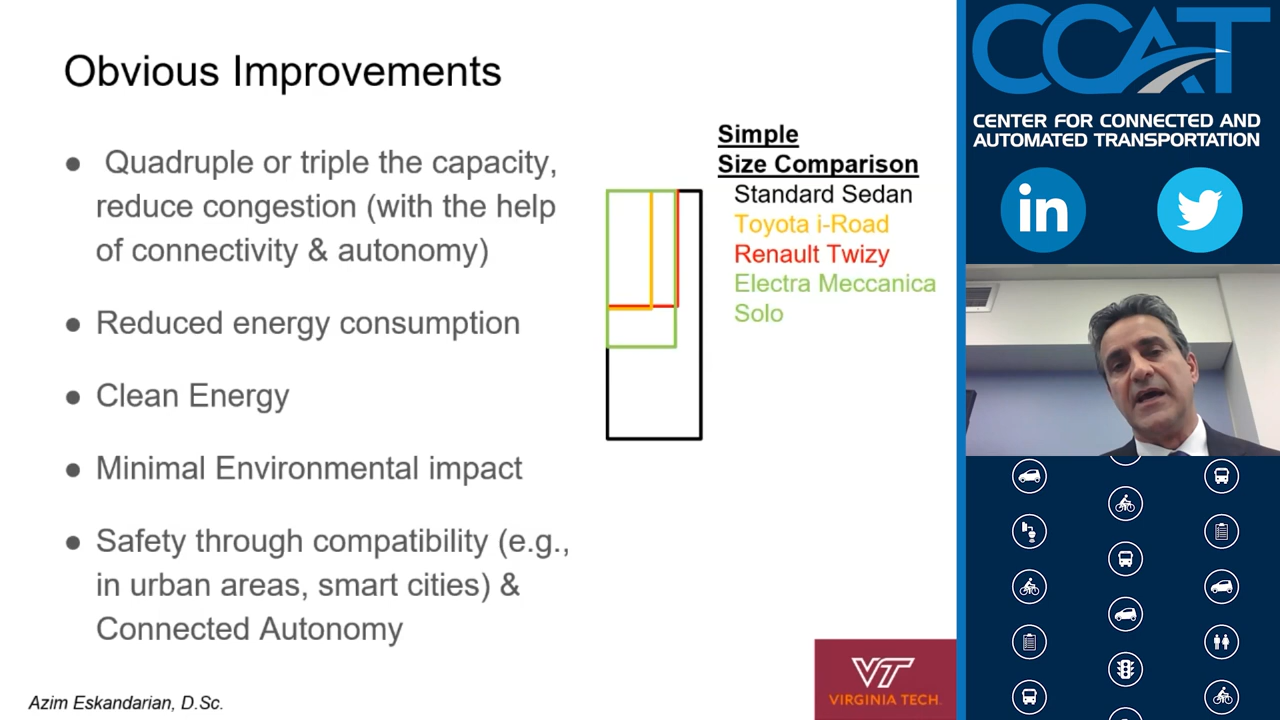 Obvious Improvements
● Quadruple or triple the capacity,
reduce congestion (with the help
of connectivity & autonomy)
● Reduced energy consumption
● Clean Energy
● Minimal Environmental impact
● Safety through compatibility (e.g.,
in urban areas, smart cities) &
Connected Autonomy
Simple
Size Comparison
Standard Sedan
Toyota i-Road
Renault Twizy
Electra Meccanica
Solo
Azim Eskandarian, D.Sc.
VT
VIRGINIA TECH.
CCAT
CENTER FOR CONNECTED AND
AUTOMATED TRANSPORTATION
in